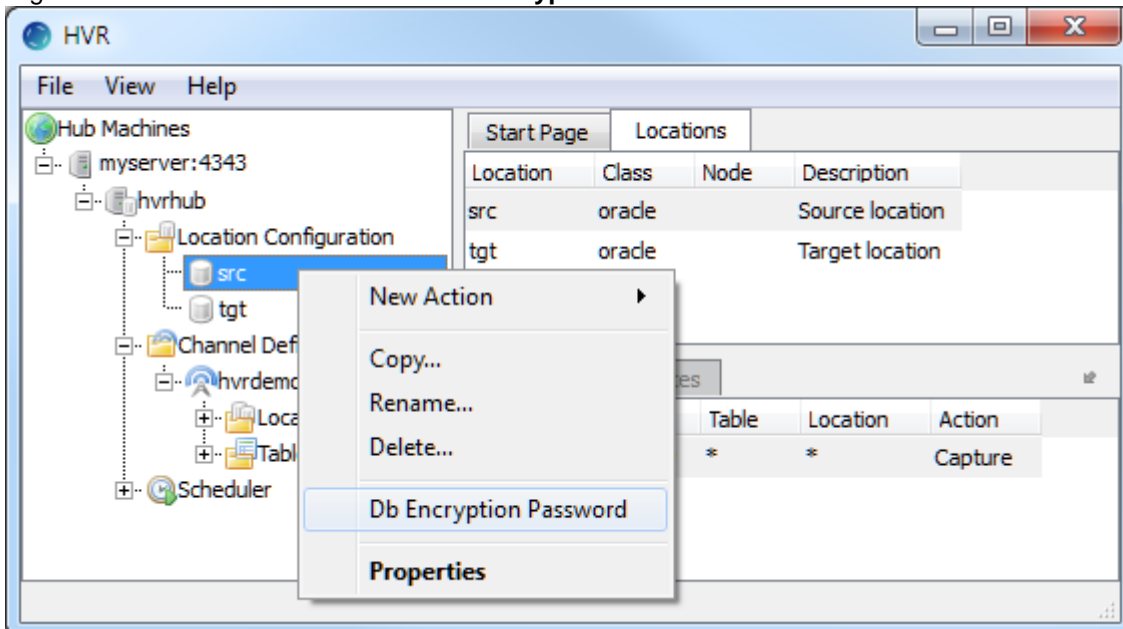 HVR
File View Help
Hub Machines
myserver:4343
hvrhub
Location Configuration
src
tgt
Channel Defi
hvrdemo
Loca
Tabl
Scheduler
Start Page Locations
Location Class Node Description
src oracle Source location
tgt oracle Target location
New Action
Copy...
Rename...
Delete...
Db Encryption Password
Properties
Table Location Action
* * Capture